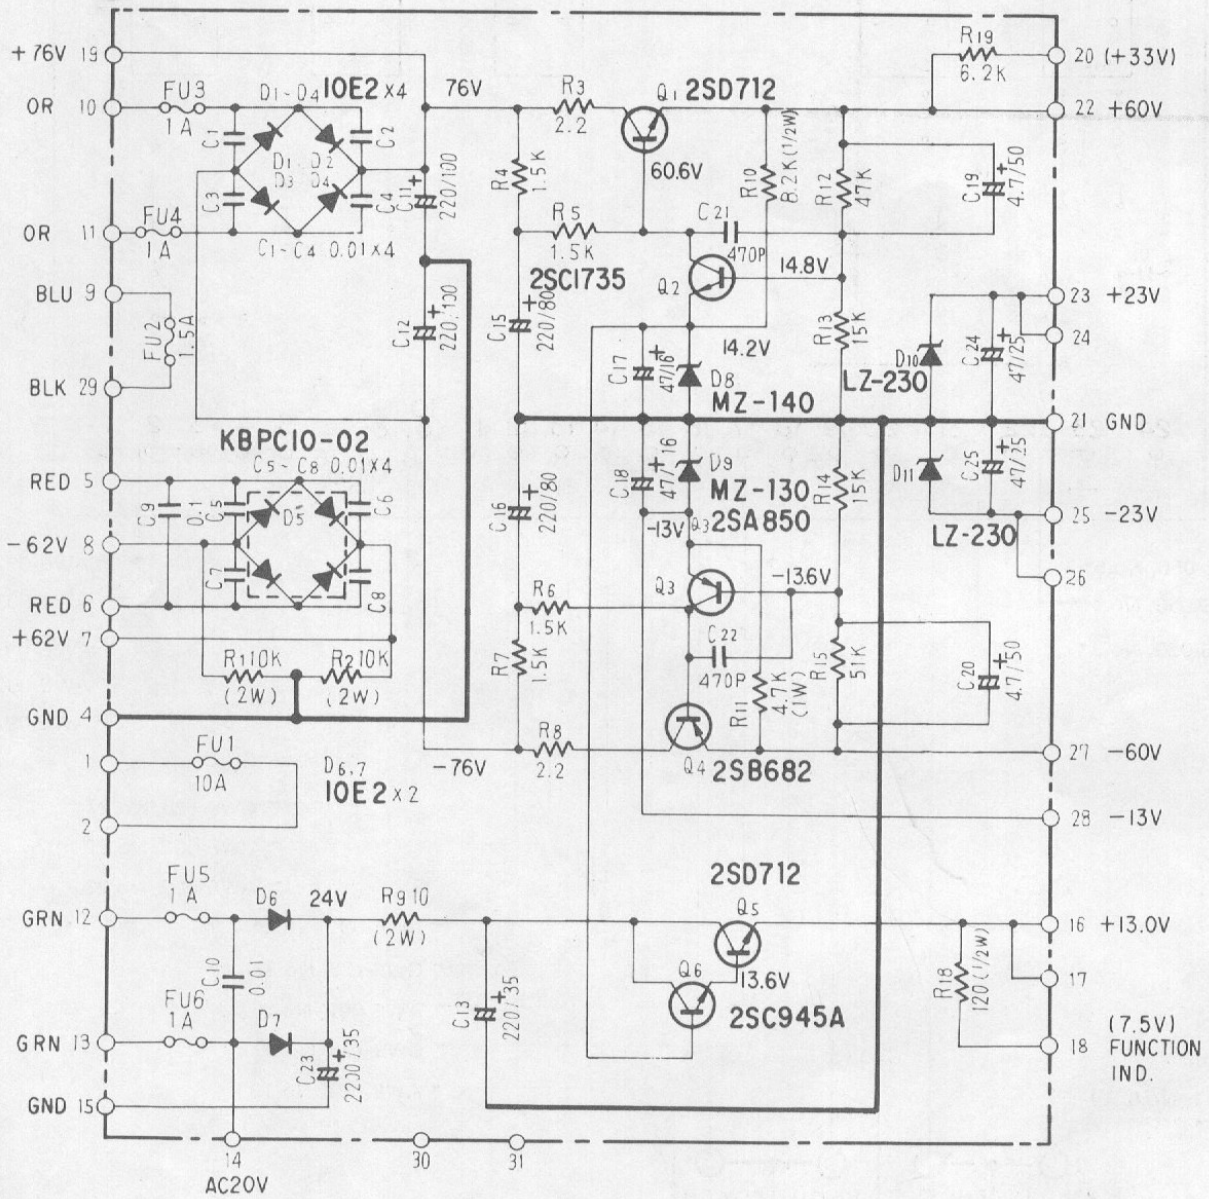 +76V 19
OR 10
FU3
1A
D1-D4
10E2 x4
76V
C1
C2
D1 D2
D3 D4
C3
C4
C11 + 220/100
OR 11
FU4
1A
C1-C4 0.01x4
BLU 9
FU2
1.5A
BLK 29
C12 + 220/100
R3
2.2
Q1 2SD712
60.6V
R4 1.5K
R5
1.5K
2SC1735
C21
470P
R10 8.2K (1/2W)
R12 47K
C19 + 4.7/50
R19
6.2K
20 (+33V)
22 +60V
14.8V
Q2
C15 + 220/80
14.2V
R13 15K
C17 + 47/16
D8
MZ-140
D10
LZ-230
C24 + 47/25
23 +23V
24
21 GND
KBPC10-02
C5-C8 0.01x4
RED 5
C9 0.1
C5
D5
C6
-62V 8
C7
C8
RED 6
+62V 7
R1 10K
(2W)
R2 10K
(2W)
GND 4
C16 + 220/80
C18 47/16 +
D9
MZ-130
2SA850
-13V
Q3
Q3
-13.6V
R14 15K
D11
C25 + 47/25
LZ-230
25 -23V
26
R6
1.5K
R7 1.5K
C22
470P
R11 4.7K (1W)
R15 51K
C20 + 4.7/50
R8
2.2
-76V
Q4 2SB682
27 -60V
28 -13V
1
FU1
10A
D6,7
10E2 x2
2
FU5
1A
GRN 12
D6
24V
R9 10
(2W)
C10 0.01
FU6
1A
GRN 13
D7
C23 + 2200/35
GND 15
C13 + 220/35
2SD712
Q5
Q6
13.6V
2SC945A
16 +13.0V
17
R18 120 (1/2W)
18
(7.5V)
FUNCTION
IND.
14
AC20V
30
31